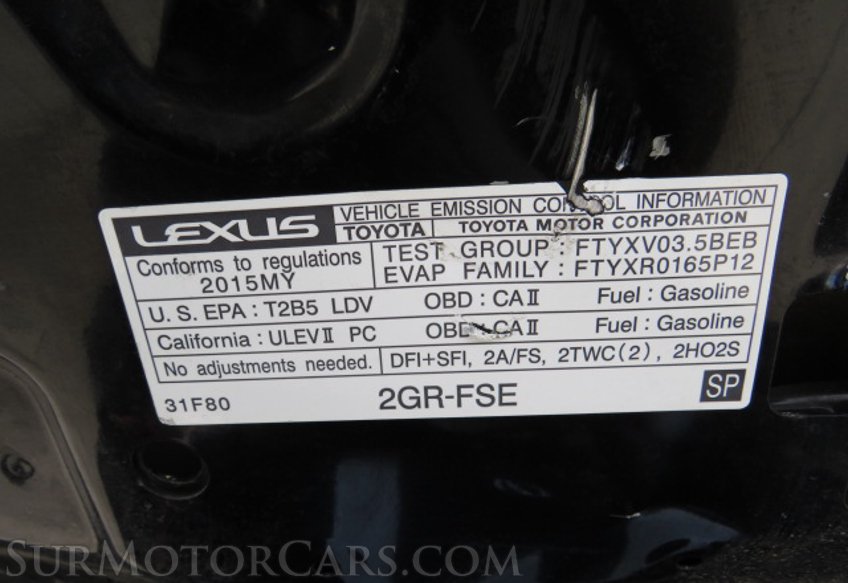 LEXUS
VEHICLE EMISSION CONTROL INFORMATION
TOYOTA TOYOTA MOTOR CORPORATION
Conforms to regulations
2015MY
TEST GROUP : FTYXV03.5BEB
EVAP FAMILY : FTYXR0165P12
U.S. EPA : T2B5 LDV OBD : CAⅡ Fuel : Gasoline
California : ULEVⅡ PC OBD : CAⅡ Fuel : Gasoline
No adjustments needed. DFI+SFI, 2A/FS, 2TWC(2), 2HO2S
31F80 2GR-FSE SP
SURMOTORCARS.COM